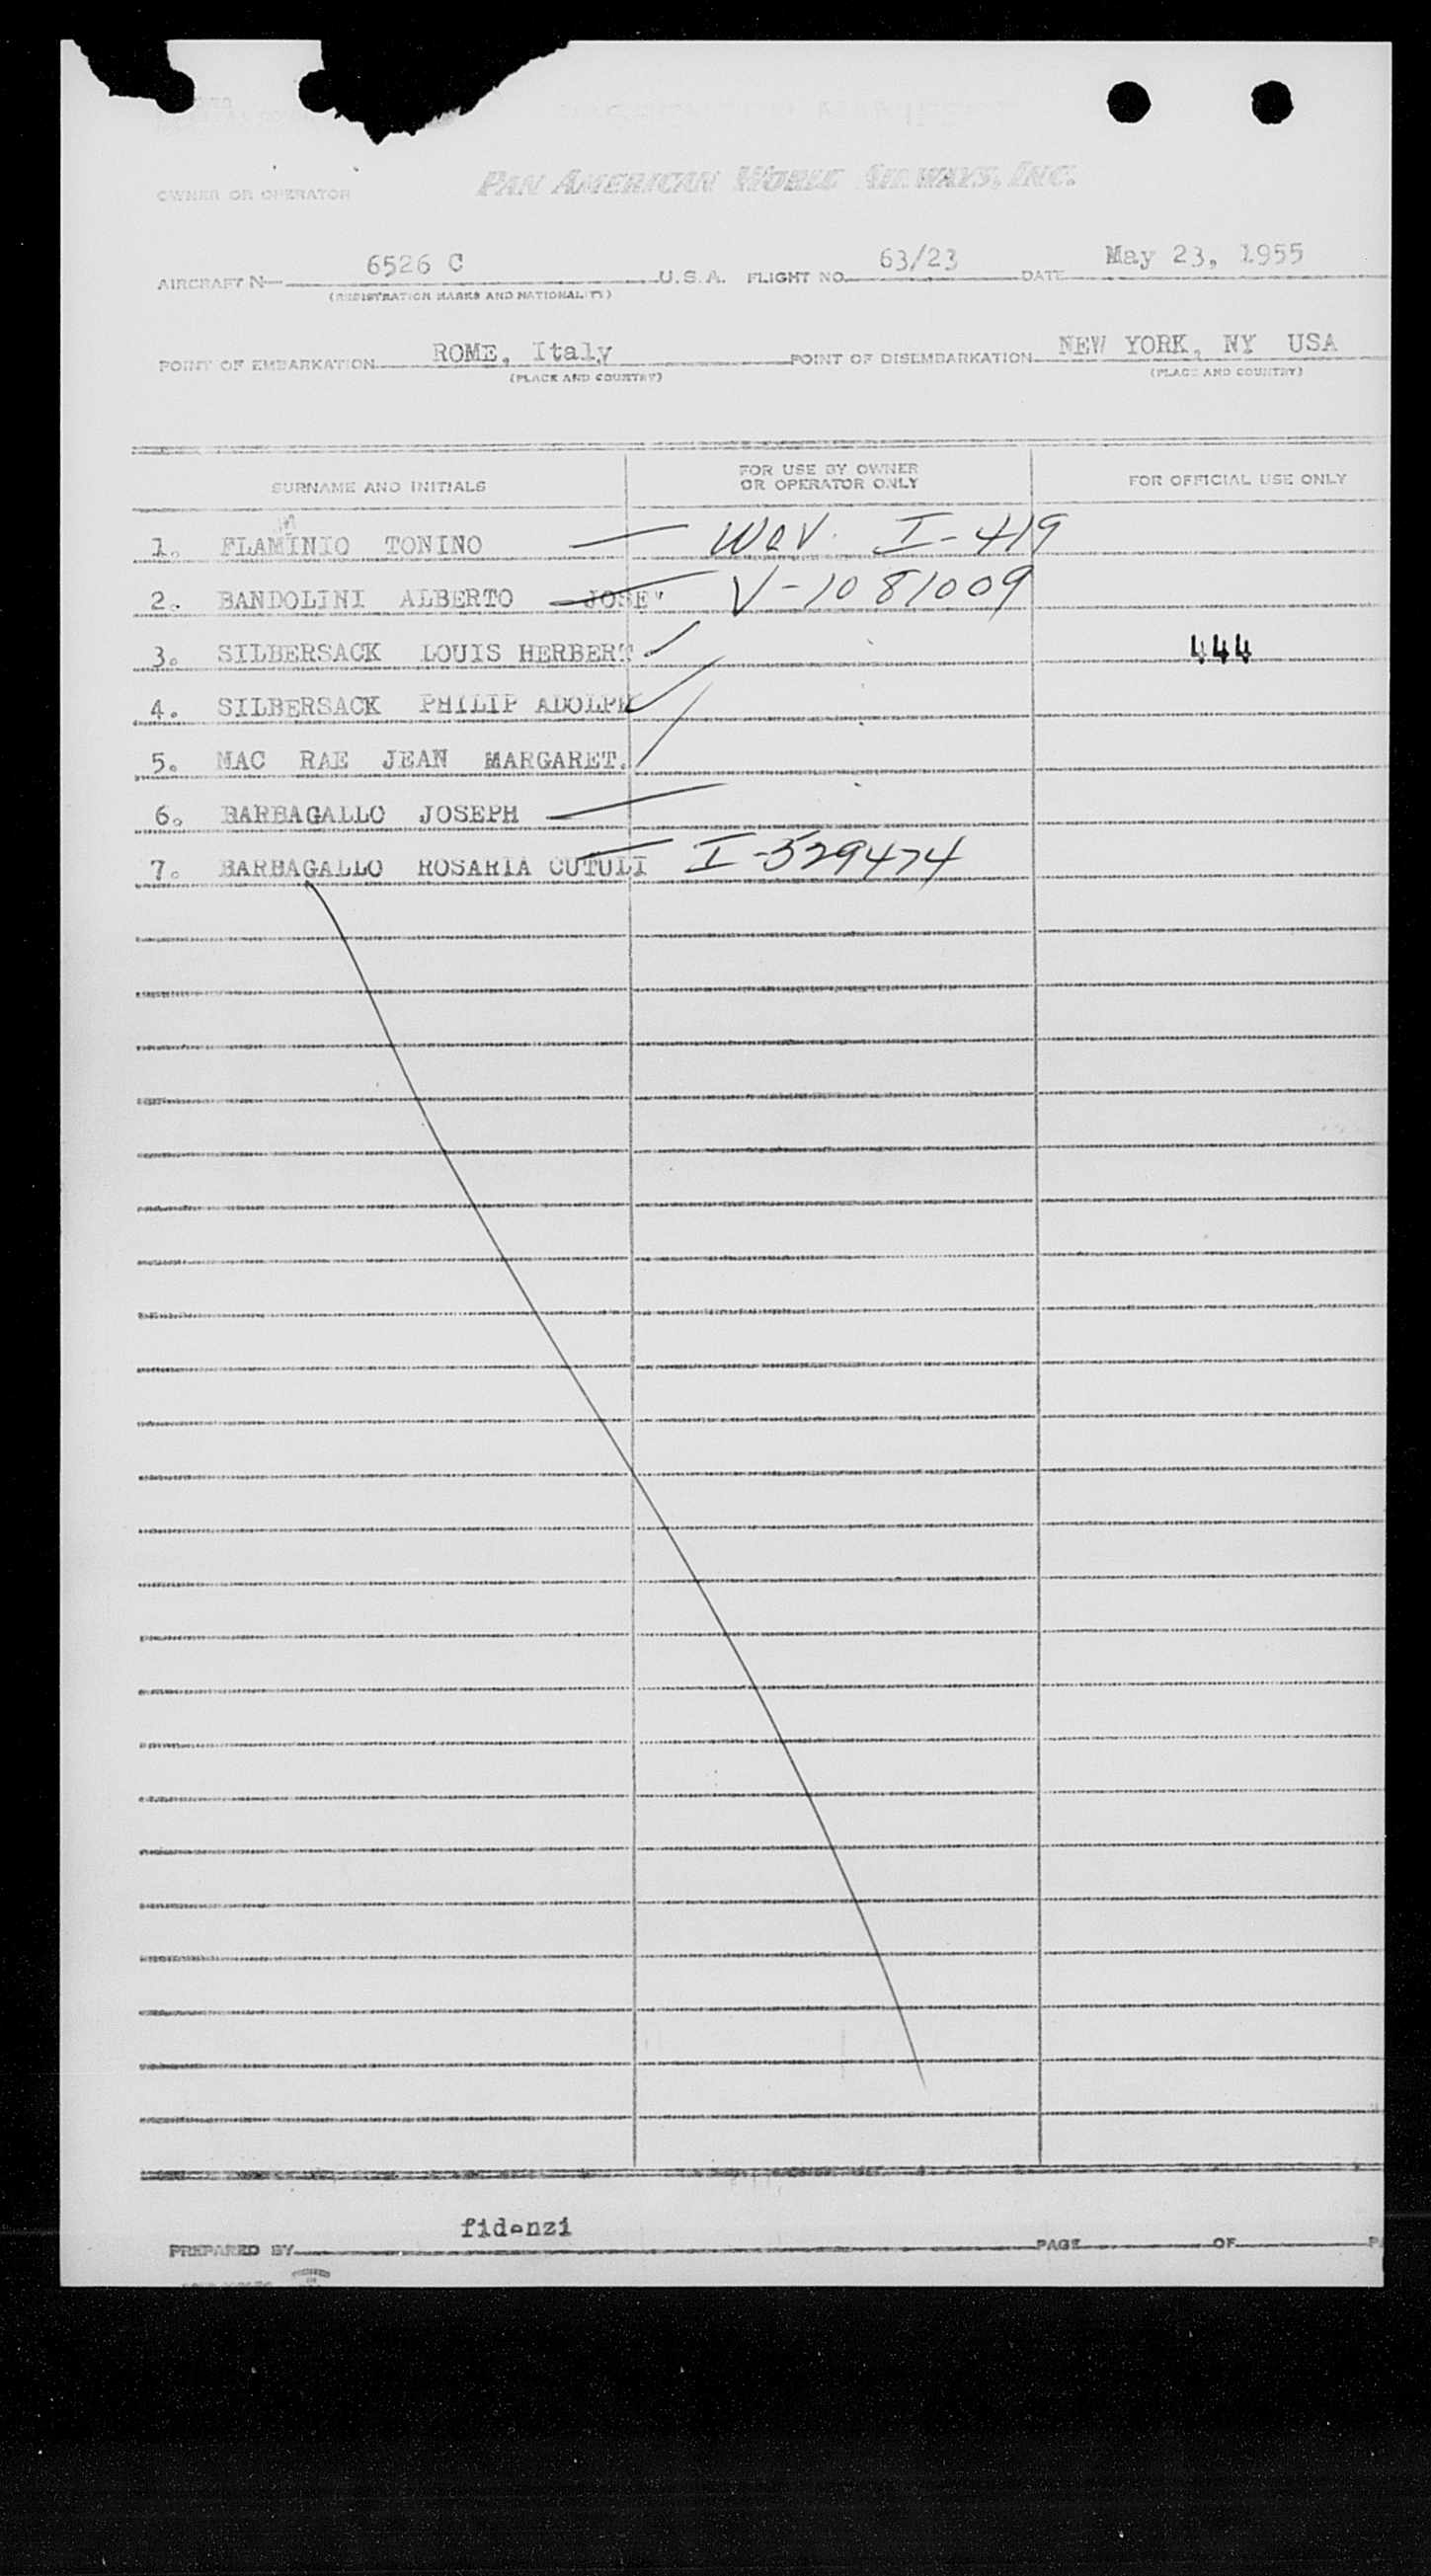 OWNER OR OPERATOR PAN AMERICAN WORLD AIRWAYS, INC.
AIRCRAFT N 6526 C U.S.A. FLIGHT NO. 63/23 DATE May 23, 1955
(REGISTRATION MARKS AND NATIONALITY)
POINT OF EMBARKATION ROME, Italy POINT OF DISEMBARKATION NEW YORK, NY USA
(PLACE AND COUNTRY) (PLACE AND COUNTRY)
SURNAME AND INITIALS FOR USE BY OWNER OR OPERATOR ONLY FOR OFFICIAL USE ONLY
1. FLAMINIO TONINO — Wav. I-419
2. BANDOLINI ALBERTO "JOSE" V-1081009
3. SILBERSACK LOUIS HERBERT ✓ 444
4. SILBERSACK PHILIP ADOLPH ✓
5. MAC RAE JEAN MARGARET. /
6. BARBAGALLO JOSEPH —
7. BARBAGALLO ROSARIA CUTULI — I-529474
fidenzi
PREPARED BY PAGE OF